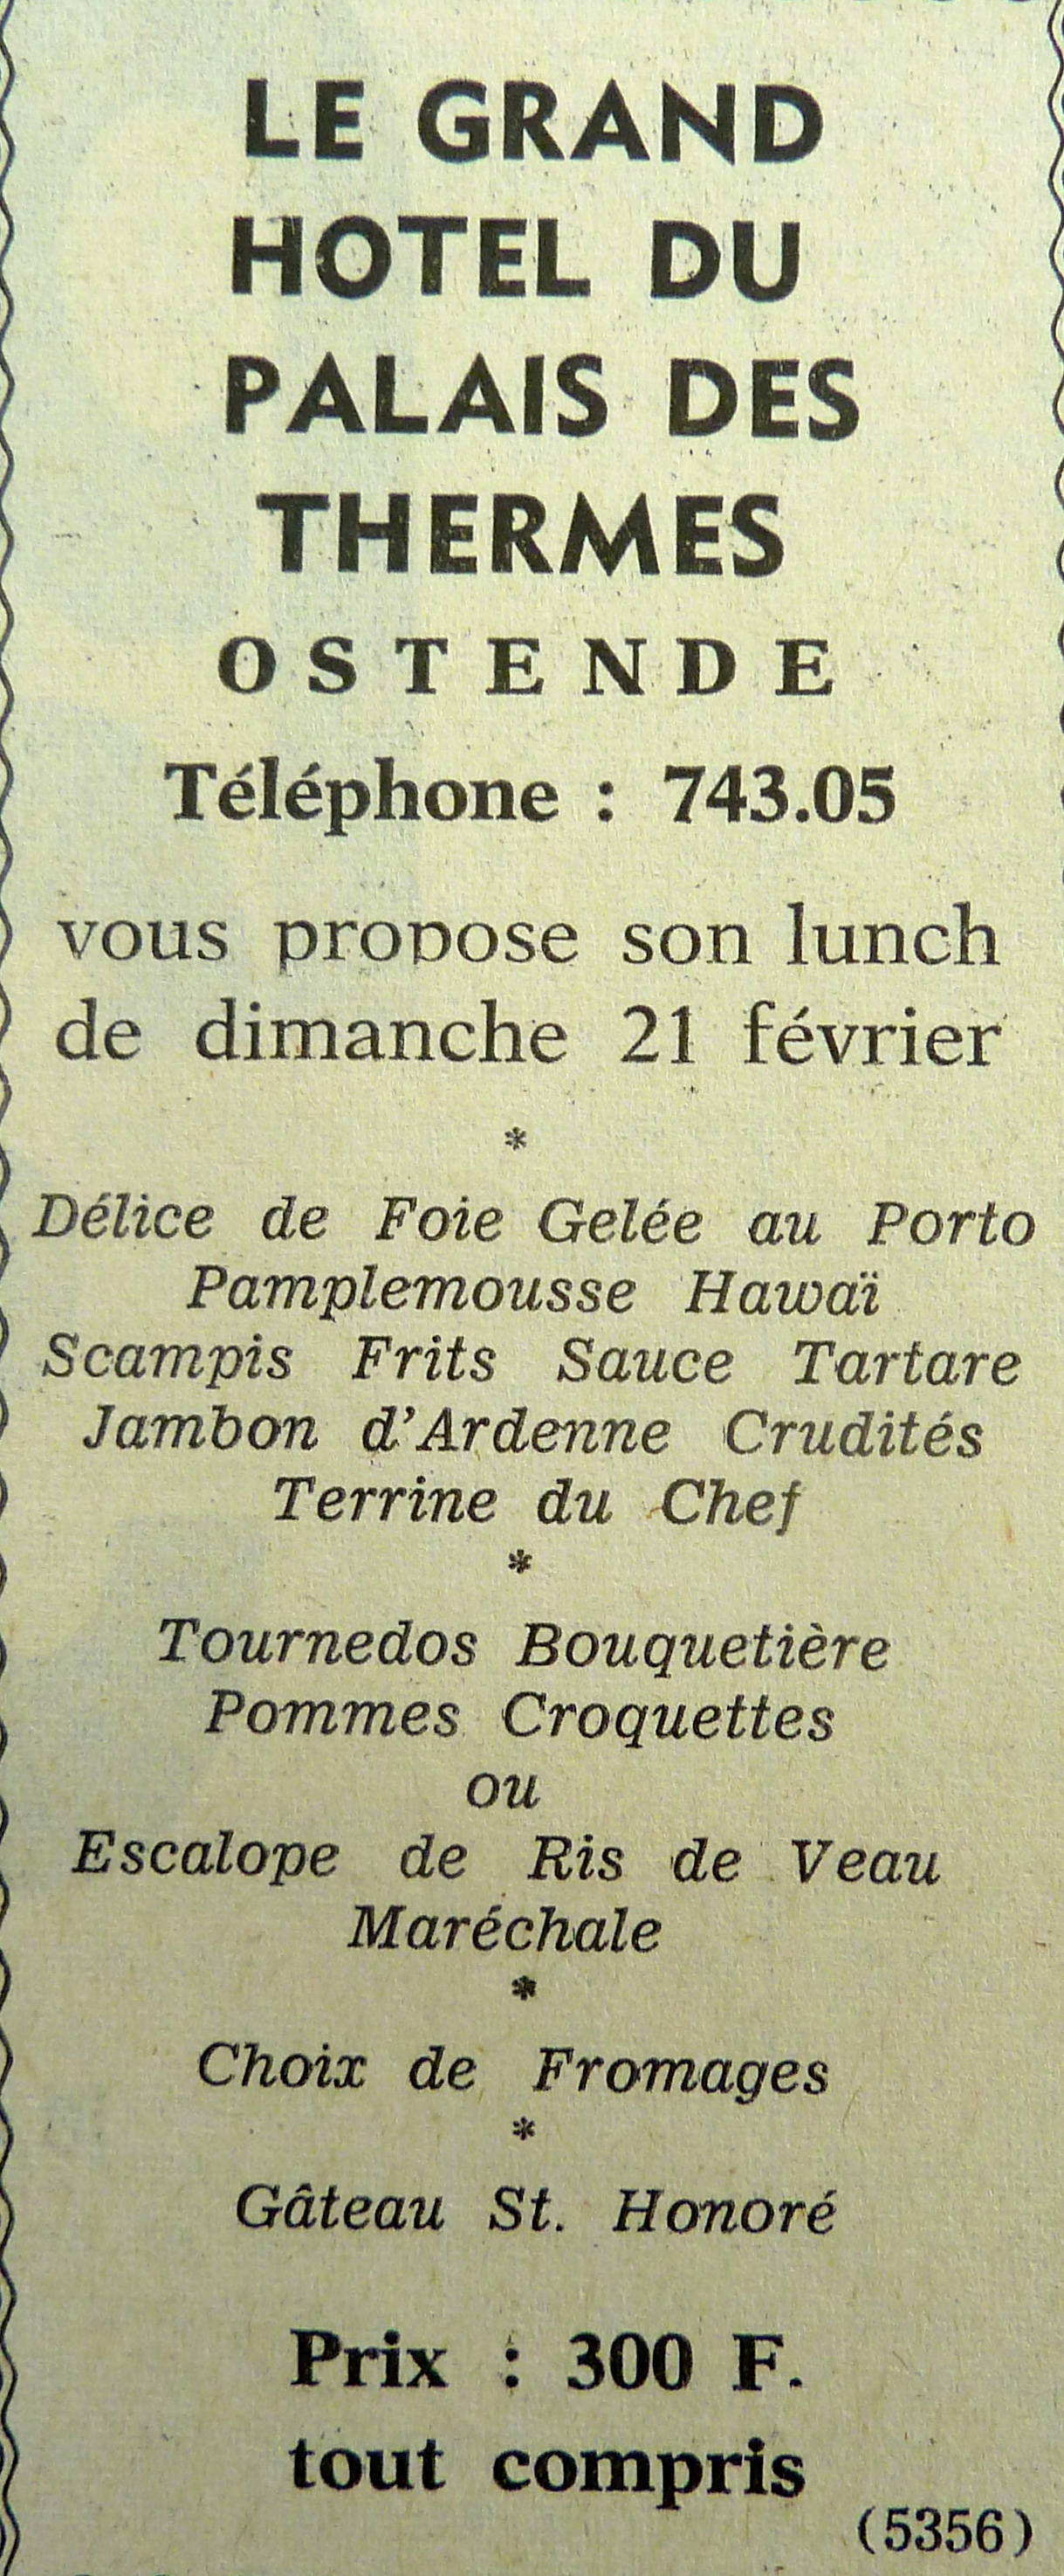 LE GRAND
HOTEL DU
PALAIS DES
THERMES
OSTENDE
Téléphone : 743.05
vous propose son lunch
de dimanche 21 février
*
Délice de Foie Gelée au Porto
Pamplemousse Hawaï
Scampis Frits Sauce Tartare
Jambon d'Ardenne Crudités
Terrine du Chef
*
Tournedos Bouquetière
Pommes Croquettes
ou
Escalope de Ris de Veau
Maréchale
*
Choix de Fromages
*
Gâteau St. Honoré
Prix : 300 F.
tout compris
(5356)